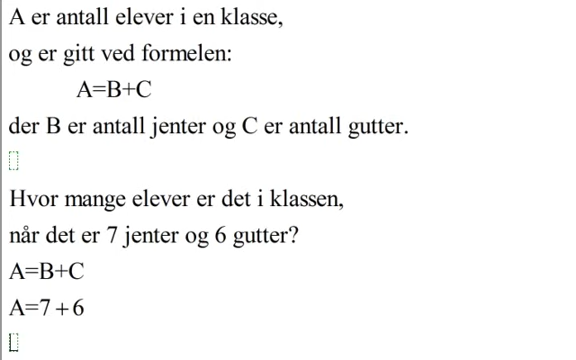 A er antall elever i en klasse,
og er gitt ved formelen:
A=B+C
der B er antall jenter og C er antall gutter.
Hvor mange elever er det i klassen,
når det er 7 jenter og 6 gutter?
A=B+C
A=7+6